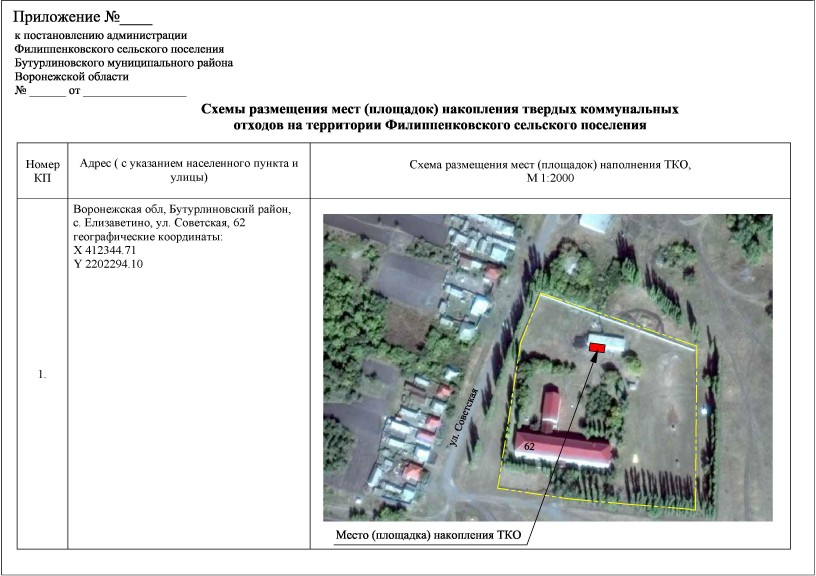 Приложение №____
к постановлению администрации
Филиппенковского сельского поселения
Бутурлиновского муниципального района
Воронежской области
№ ______ от _________________
Схемы размещения мест (площадок) накопления твердых коммунальных
отходов на территории Филиппенковского сельского поселения
Номер
КП
Адрес ( с указанием населенного пункта и
улицы)
Схема размещения мест (площадок) наполнения ТКО,
М 1:2000
1.
Воронежская обл, Бутурлиновский район,
с. Елизаветино, ул. Советская, 62
географические координаты:
X 412344.71
Y 2202294.10
ул. Советская
62
Место (площадка) накопления ТКО